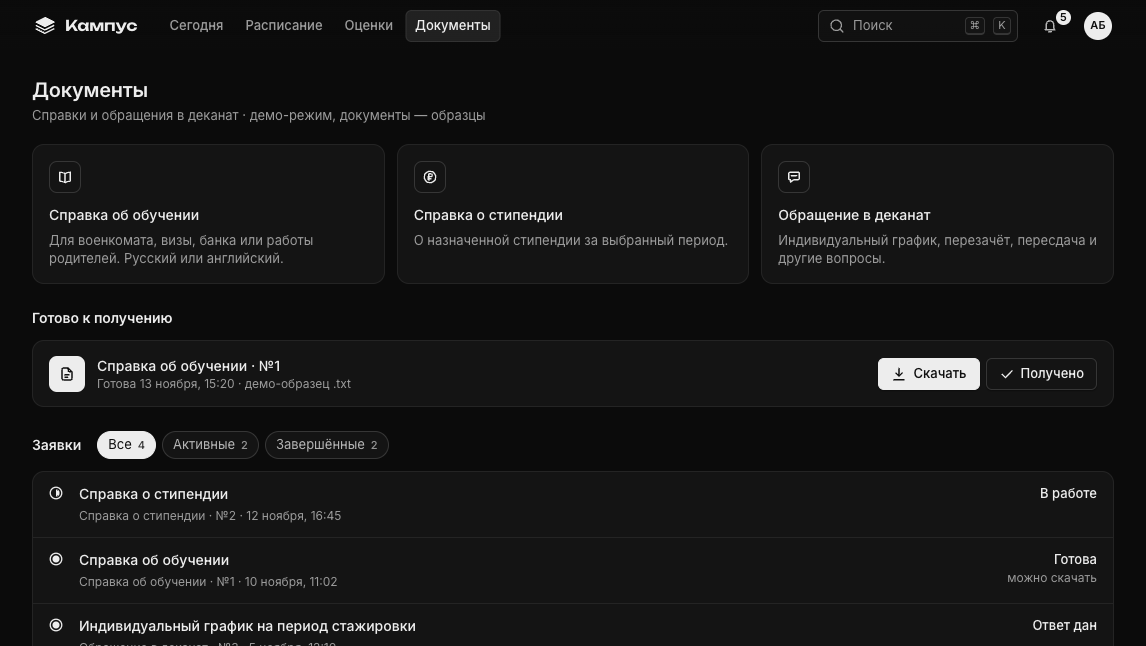 Кампус Сегодня Расписание Оценки Документы Поиск ⌘ K 5 АБ
Документы
Справки и обращения в деканат · демо-режим, документы — образцы
Справка об обучении
Для военкомата, визы, банка или работы
родителей. Русский или английский.
Справка о стипендии
О назначенной стипендии за выбранный период.
Обращение в деканат
Индивидуальный график, перезачёт, пересдача и
другие вопросы.
Готово к получению
Справка об обучении · №1
Готова 13 ноября, 15:20 · демо-образец .txt
Скачать Получено
Заявки Все 4 Активные 2 Завершённые 2
Справка о стипендии В работе
Справка о стипендии · №2 · 12 ноября, 16:45
Справка об обучении Готова
Справка об обучении · №1 · 10 ноября, 11:02 можно скачать
Индивидуальный график на период стажировки Ответ дан